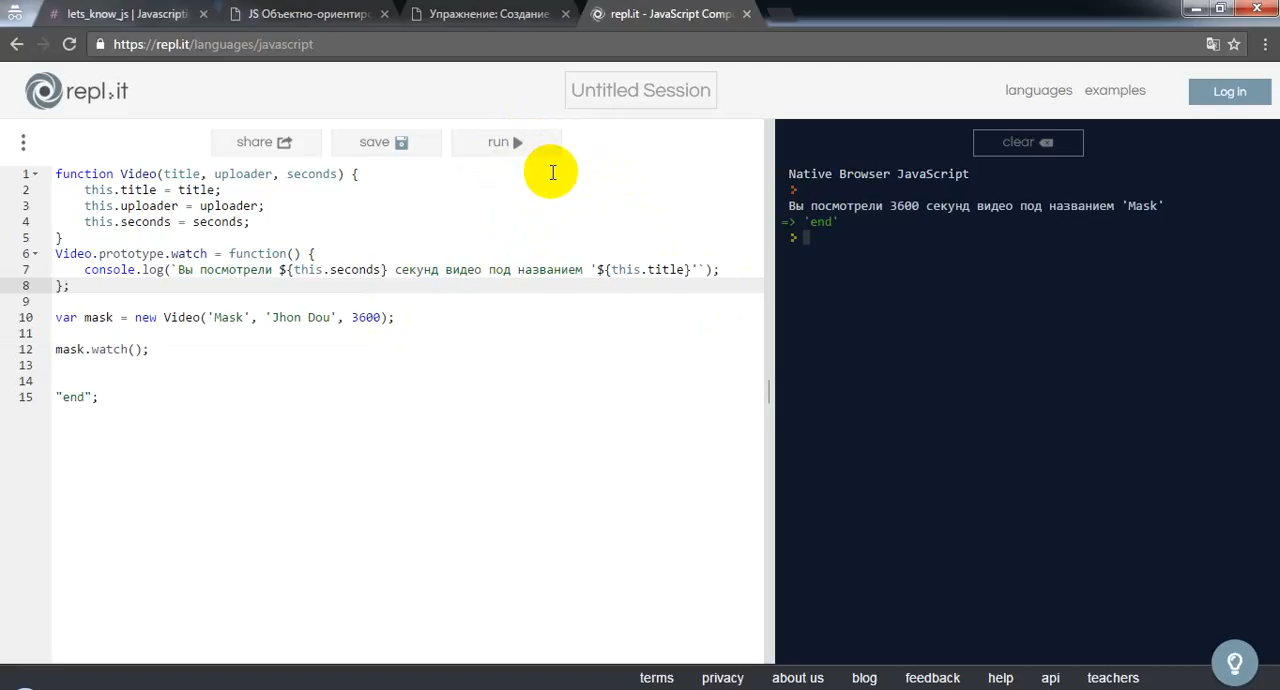 lets_know_js | Javascripti
JS Объектно-ориентир
Упражнение: Создание
repl.it - JavaScript Comp
https://repl.it/languages/javascript
repl.it
Untitled Session
languages
examples
Log in
share
save
run
clear
1 function Video(title, uploader, seconds) {
2 this.title = title;
3 this.uploader = uploader;
4 this.seconds = seconds;
5 }
6 Video.prototype.watch = function() {
7 console.log(`Вы посмотрели ${this.seconds} секунд видео под названием '${this.title}'`);
8 };
9
10 var mask = new Video('Mask', 'Jhon Dou', 3600);
11
12 mask.watch();
13
14
15 "end";
Native Browser JavaScript
>
Вы посмотрели 3600 секунд видео под названием 'Mask'
=> 'end'
>
terms
privacy
about us
blog
feedback
help
api
teachers